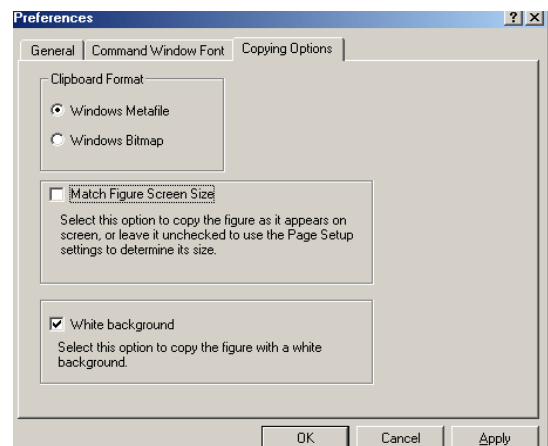 Preferences
General Command Window Font Copying Options
Clipboard Format
Windows Metafile
Windows Bitmap
Match Figure Screen Size
Select this option to copy the figure as it appears on
screen, or leave it unchecked to use the Page Setup
settings to determine its size.
White background
Select this option to copy the figure with a white
background.
OK Cancel Apply